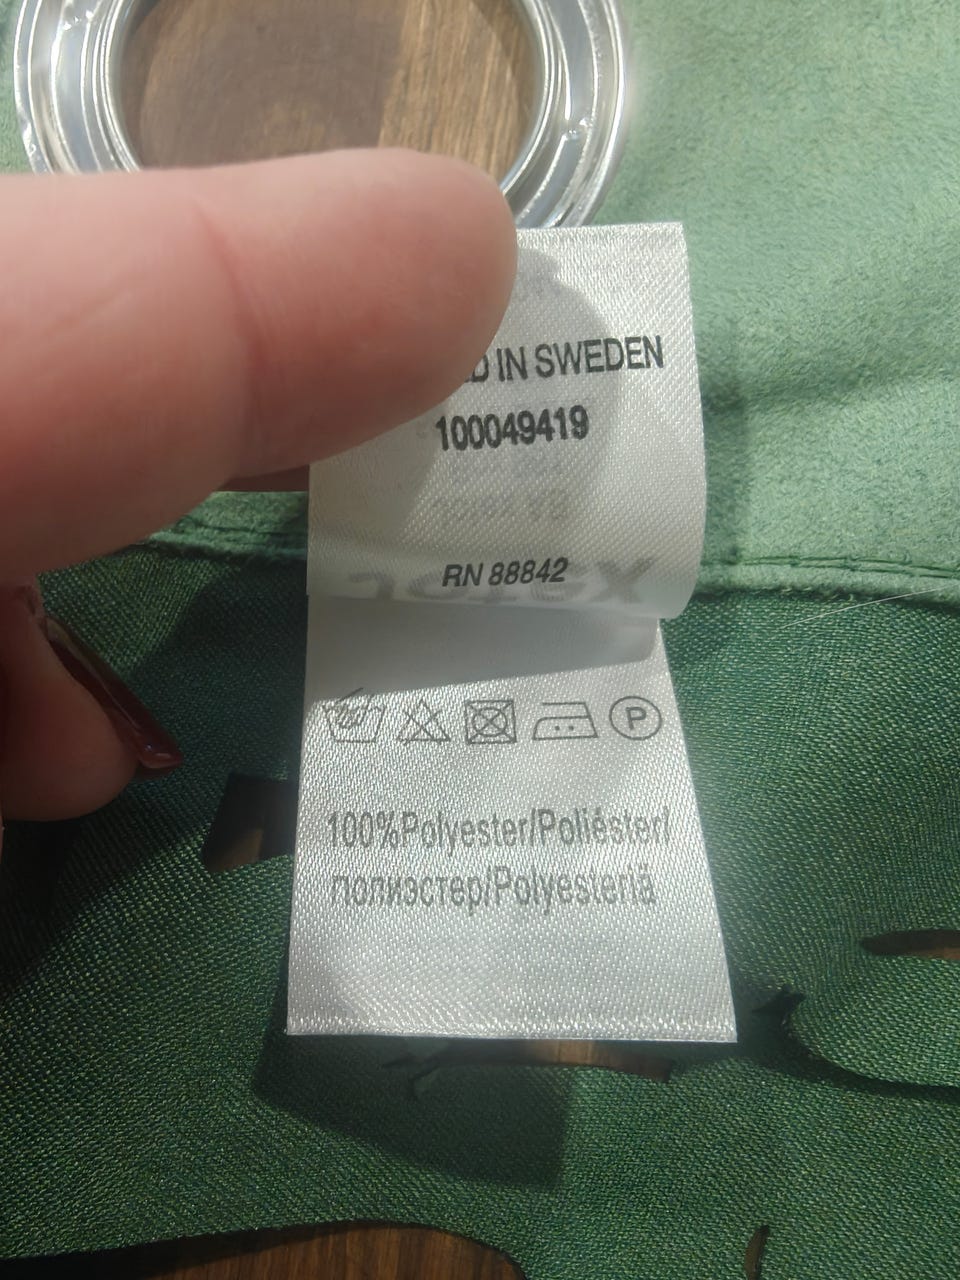 IN SWEDEN
100049419
RN 88842
P
100%Polyester/Poliéster/
полиэстер/Polyesteriä